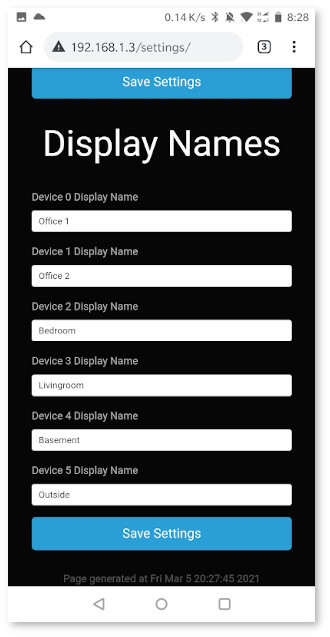 0.14 K/s 8:28
192.168.1.3/settings/ 3
Save Settings
Display Names
Device 0 Display Name
Office 1
Device 1 Display Name
Office 2
Device 2 Display Name
Bedroom
Device 3 Display Name
Livingroom
Device 4 Display Name
Basement
Device 5 Display Name
Outside
Save Settings
Page generated at Fri Mar 5 20:27:45 2021